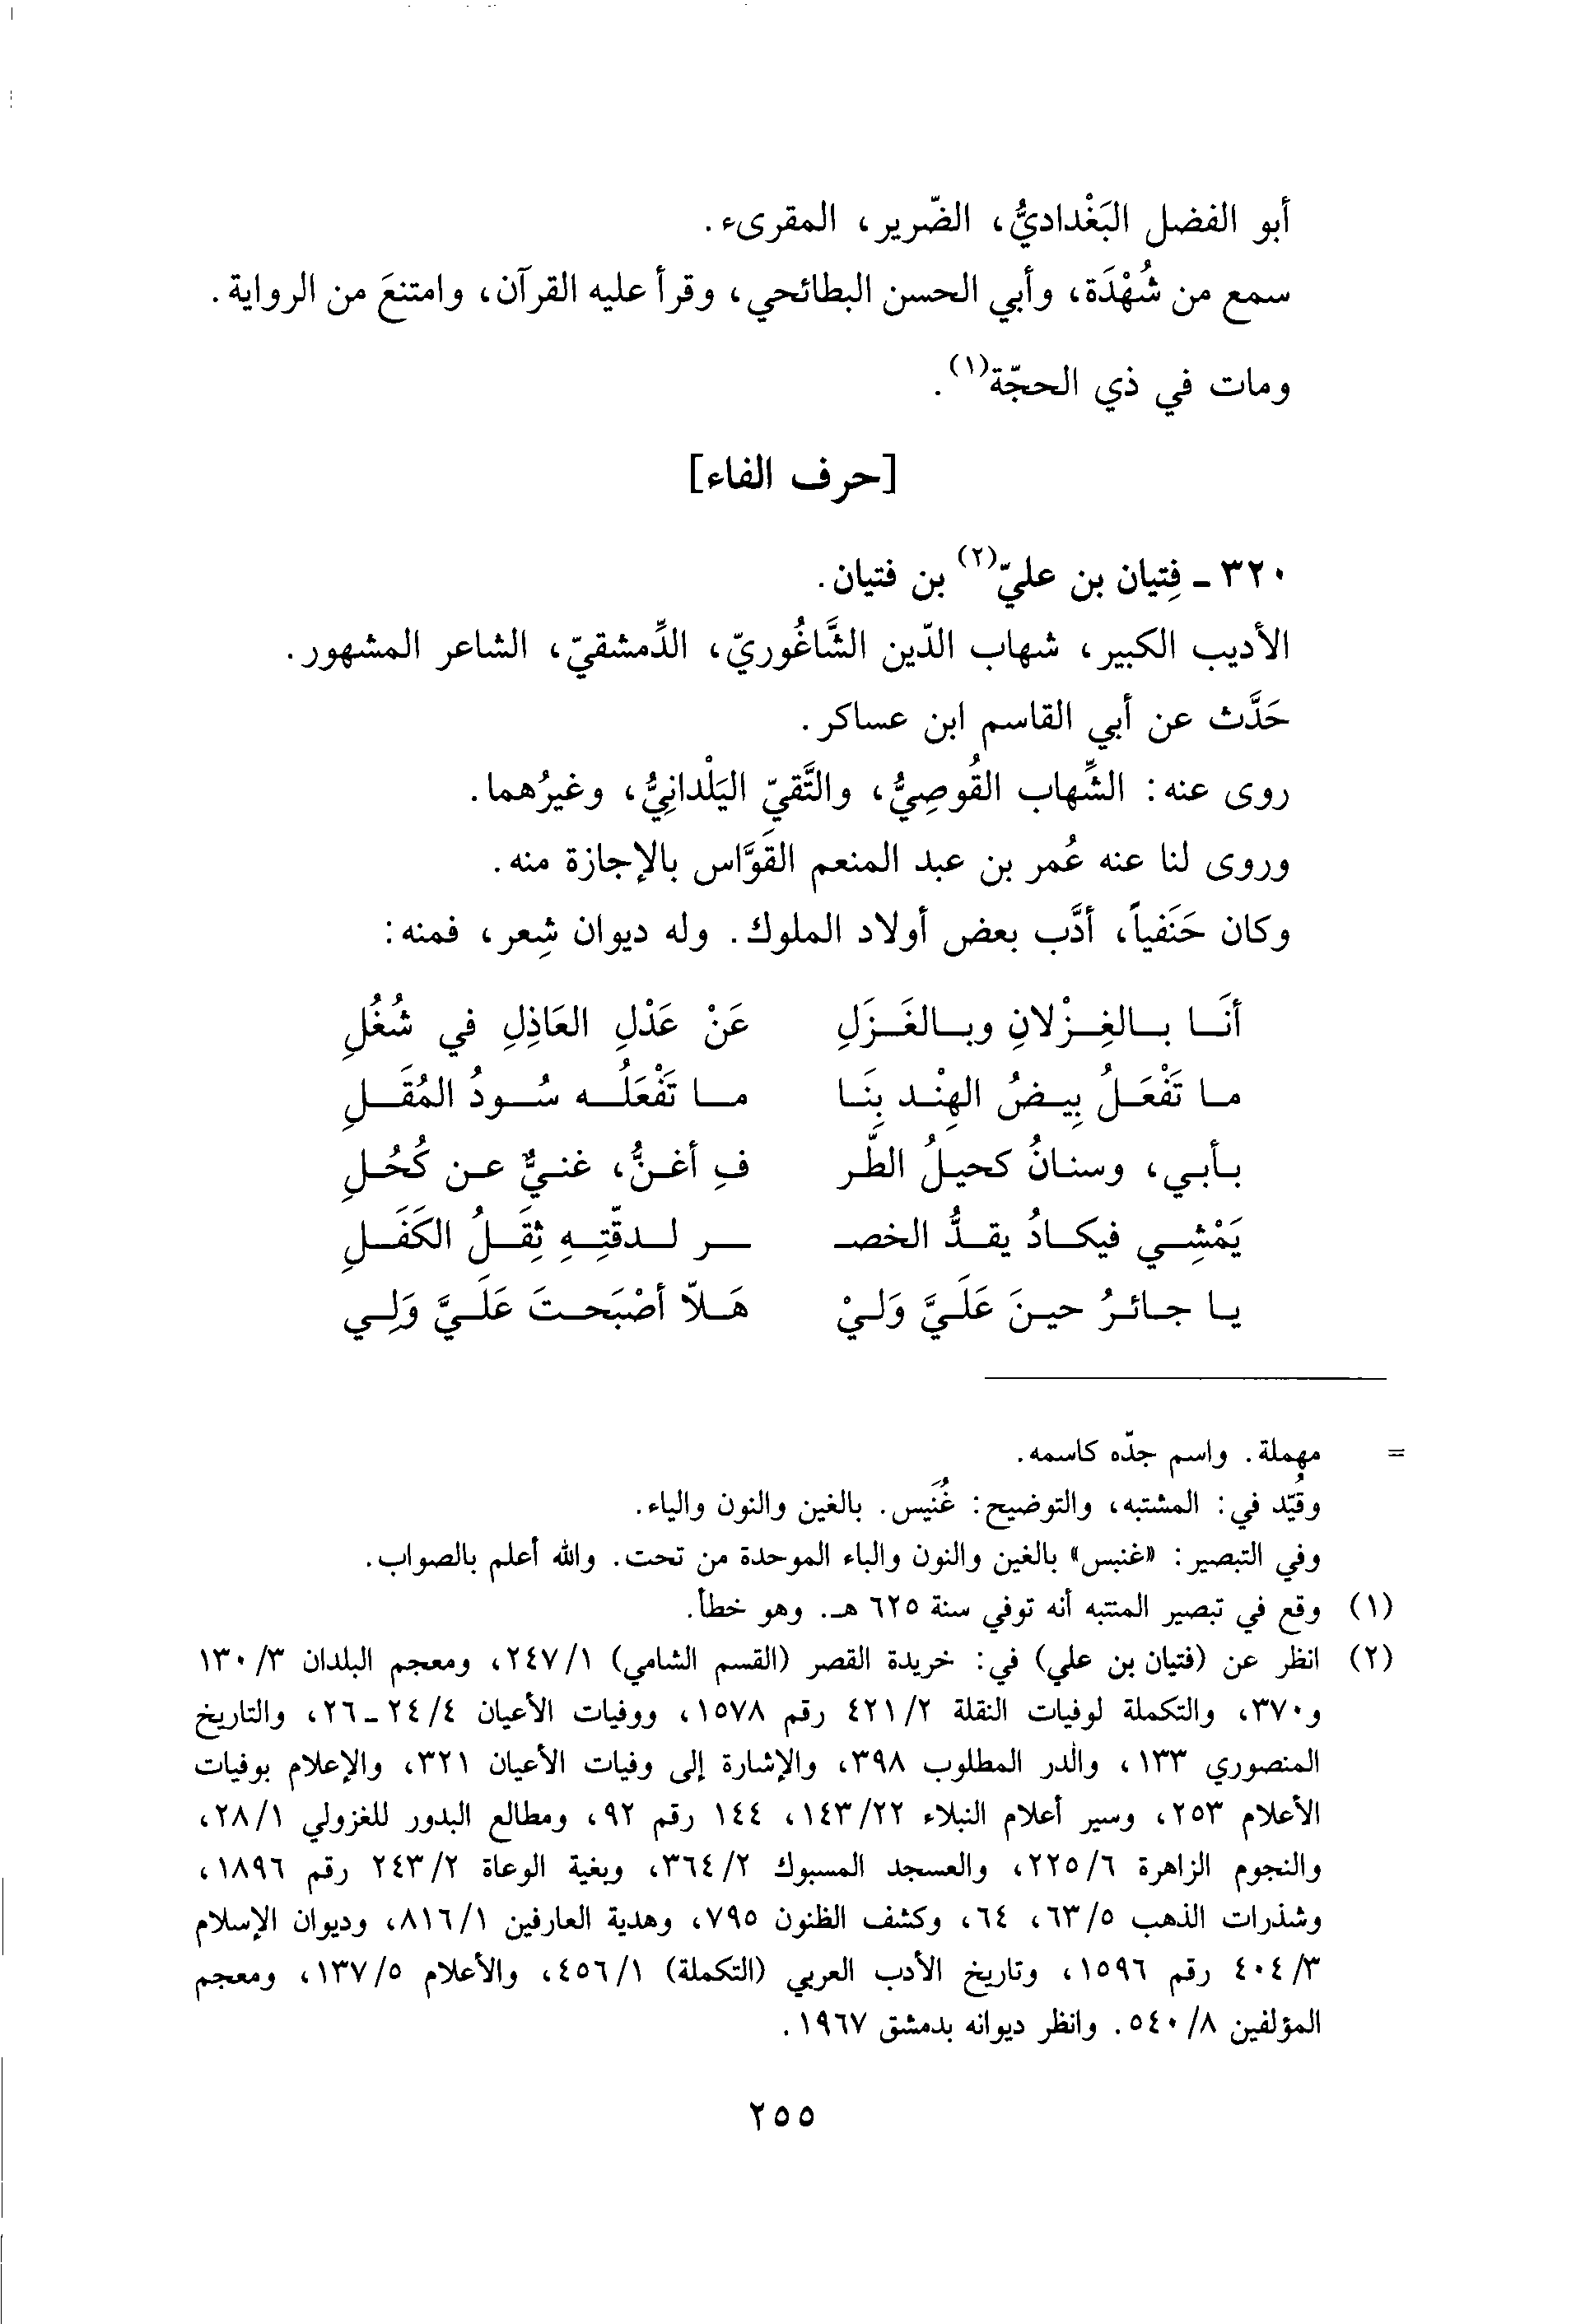 أبو الفضل البَغْداديُّ، الضّرير، المقرىء.
سمع من شُهْدَة، وأبي الحسن البطائحي، وقرأ عليه القرآن، وامتنعَ من الرواية.
ومات في ذي الحجّة(١).
[حرف الفاء]
٣٢٠ - فِتيان بن عليّ(٢) بن فتيان.
الأديب الكبير، شهاب الدّين الشَّاغُوريّ، الدِّمشقيّ، الشاعر المشهور.
حَدَّث عن أبي القاسم ابن عساكر.
روى عنه: الشِّهاب القُوصِيُّ، والتَّقيّ اليَلْدانِيُّ، وغيرُهما.
وروى لنا عنه عُمر بن عبد المنعم القَوَّاس بالإجازة منه.
وكان حَنَفياً، أدَّب بعض أولاد الملوك. وله ديوان شِعر، فمنه:
أنَـا بـالغِـزْلانِ وبـالغَـزَلِ عَنْ عَذْلِ العَاذِلِ في شُغُلِ
مـا تَفْعَـلُ بِيـضُ الهِنْـد بِنَـا مـا تَفْعَلُـه سُـودُ المُقَـلِ
بـأبـي، وسنـانُ كحيـلُ الطّـر فِ أغـنُّ، غنـيٌّ عـن كُحُـلِ
يَمْشِـي فيكـادُ يقـدُّ الخصـ ـر لـدقّتِـهِ ثِقَـلُ الكَفَـلِ
يـا جـائـرُ حيـنَ عَلَـيَّ وَلـيْ هَـلاّ أصْبَحـتَ عَلَـيَّ وَلِـي
= مهملة. واسم جدّه كاسمه.
وقُيّد في: المشتبه، والتوضيح: غُنَيس. بالغين والنون والياء.
وفي التبصير: «غنبس» بالغين والنون والباء الموحدة من تحت. والله أعلم بالصواب.
(١) وقع في تبصير المنتبه أنه توفي سنة ٦٢٥ هـ. وهو خطأ.
(٢) انظر عن (فتيان بن علي) في: خريدة القصر (القسم الشامي) ٢٤٧/١، ومعجم البلدان ١٣٠/٣
و٣٧٠، والتكملة لوفيات النقلة ٤٢١/٢ رقم ١٥٧٨، ووفيات الأعيان ٢٤/٤ - ٢٦، والتاريخ
المنصوري ١٣٣، والدر المطلوب ٣٩٨، والإشارة إلى وفيات الأعيان ٣٢١، والإعلام بوفيات
الأعلام ٢٥٣، وسير أعلام النبلاء ١٤٣/٢٢، ١٤٤ رقم ٩٢، ومطالع البدور للغزولي ٢٨/١،
والنجوم الزاهرة ٢٢٥/٦، والعسجد المسبوك ٣٦٤/٢، وبغية الوعاة ٢٤٣/٢ رقم ١٨٩٦،
وشذرات الذهب ٦٣/٥، ٦٤، وكشف الظنون ٧٩٥، وهدية العارفين ٨١٦/١، وديوان الإسلام
٤٠٤/٣ رقم ١٥٩٦، وتاريخ الأدب العربي (التكملة) ٤٥٦/١، والأعلام ١٣٧/٥، ومعجم
المؤلفين ٥٤٠/٨. وانظر ديوانه بدمشق ١٩٦٧.
٢٥٥